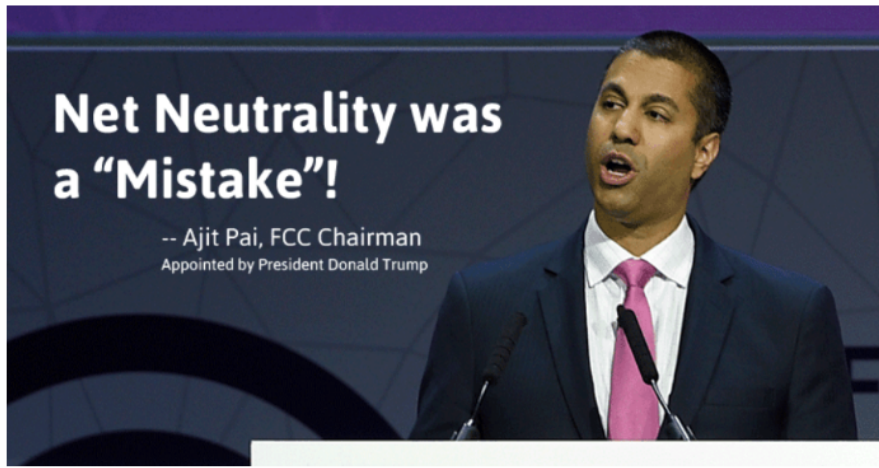 Net Neutrality was
a “Mistake”!
-- Ajit Pai, FCC Chairman
Appointed by President Donald Trump